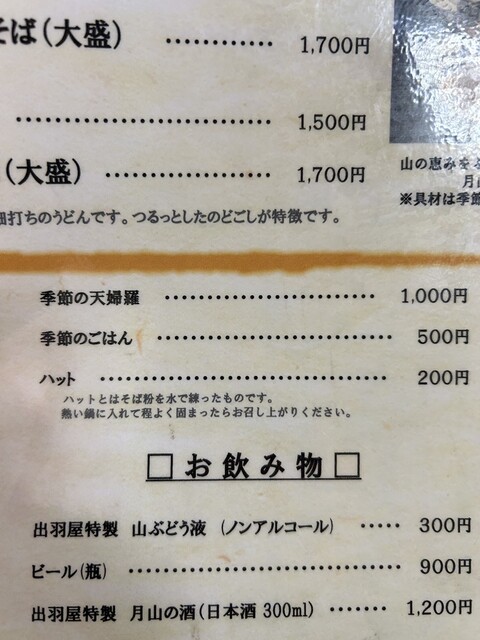 そば(大盛) ………… 1,700円
………………………… 1,500円
(大盛) ………………… 1,700円
山の恵みを
月山
※具材は季節
細打ちのうどんです。つるっとしたのどごしが特徴です。
季節の天婦羅 ……………………… 1,000円
季節のごはん ……………………… 500円
ハット ……………………………… 200円
ハットとはそば粉を水で練ったものです。
熱い鍋に入れて程よく固まったらお召し上がりください。
□お飲み物□
出羽屋特製 山ぶどう液 (ノンアルコール) ····· 300円
ビール(瓶) ………………………… 900円
出羽屋特製 月山の酒(日本酒 300ml) ······· 1,200円